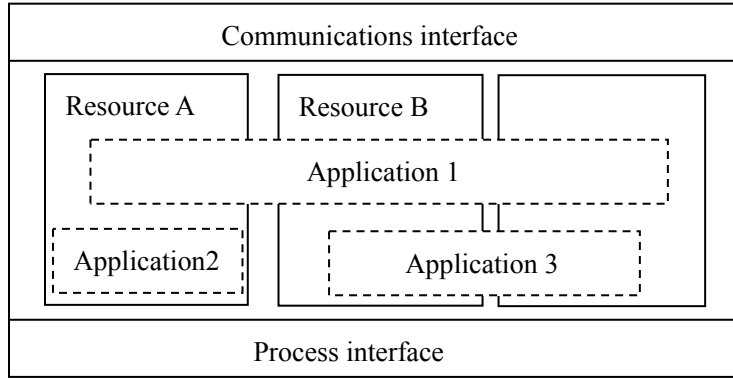 Communications interface
Resource A
Resource B
Application 1
Application2
Application 3
Process interface